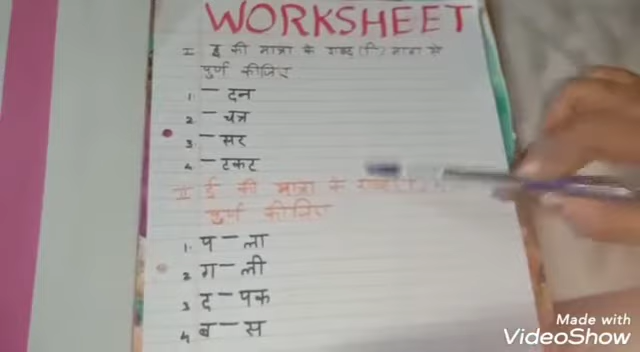 WORKSHEET
I इ की मात्रा के शब्द (ि) मात्रा से
पुर्ण कीजिए
1. — दन
2 — चत्र
3 — सर
4 — टकट
II ई की मात्रा के
पुर्ण कीजिए
1. प — ला
2 ग — ली
3 द — पक
4 ब — स
Made with
VideoShow